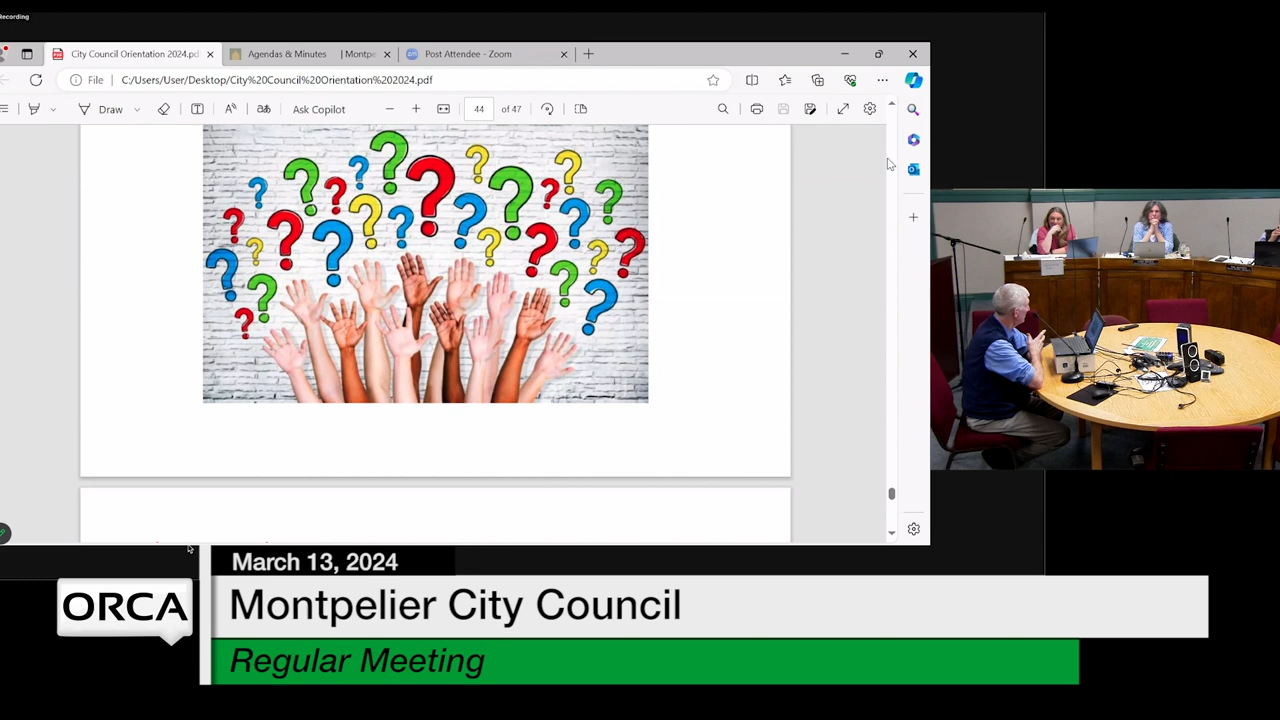 Recording
City Council Orientation 2024.pd
Agendas & Minutes | Montpe
Post Attendee - Zoom
File C:/Users/User/Desktop/City%20Council%20Orientation%202024.pdf
Draw
Ask Copilot
44 of 47
March 13, 2024
ORCA
Montpelier City Council
Regular Meeting